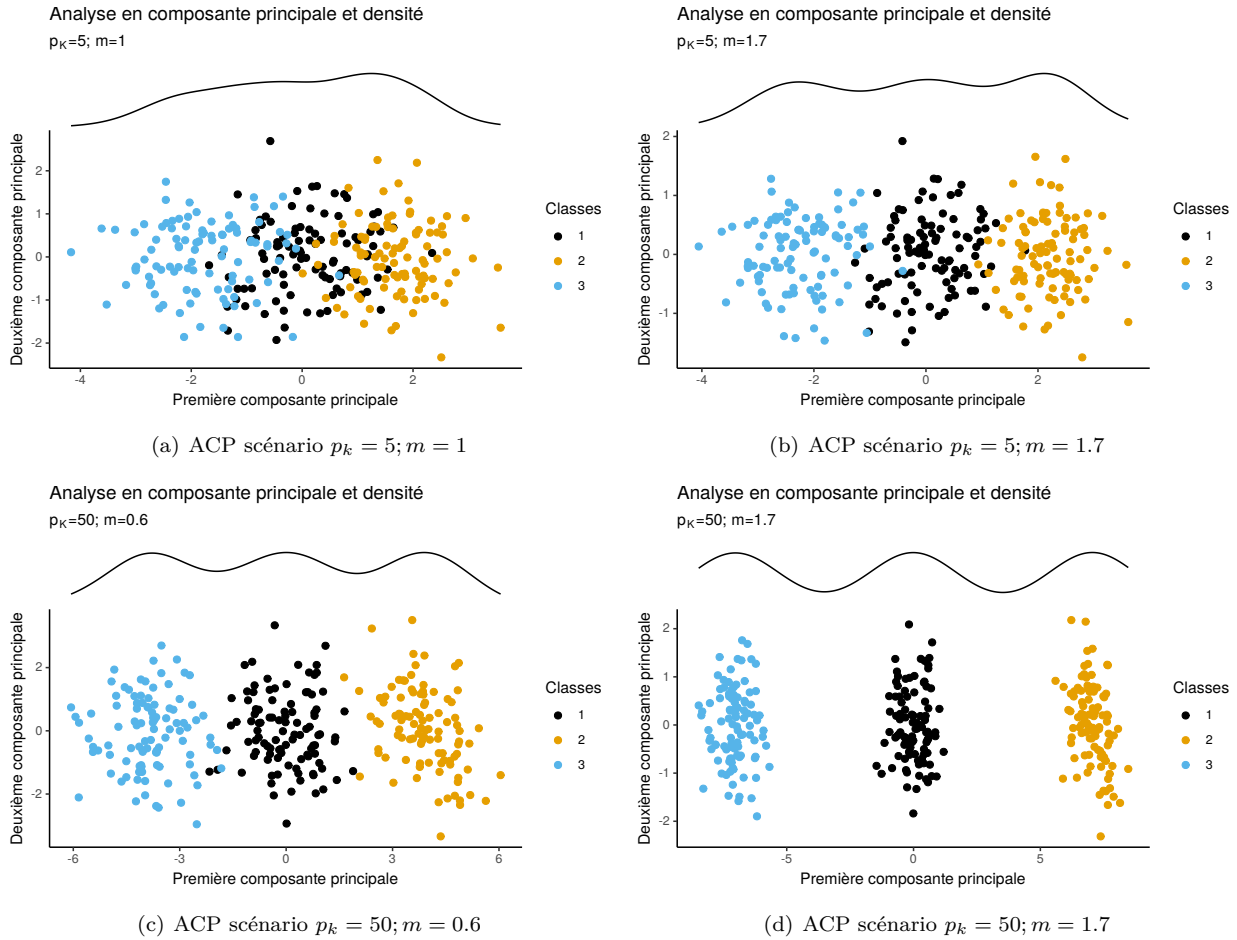 Analyse en composante principale et densité
pK=5; m=1
Deuxième composante principale
2
1
0
-1
-2
-4
-2
0
2
Première composante principale
Classes
1
2
3
(a) ACP scénario pk = 5; m = 1
Analyse en composante principale et densité
pK=5; m=1.7
Deuxième composante principale
2
1
0
-1
-4
-2
0
2
Première composante principale
Classes
1
2
3
(b) ACP scénario pk = 5; m = 1.7
Analyse en composante principale et densité
pK=50; m=0.6
Deuxième composante principale
2
0
-2
-6
-3
0
3
6
Première composante principale
Classes
1
2
3
(c) ACP scénario pk = 50; m = 0.6
Analyse en composante principale et densité
pK=50; m=1.7
Deuxième composante principale
2
1
0
-1
-2
-5
0
5
Première composante principale
Classes
1
2
3
(d) ACP scénario pk = 50; m = 1.7